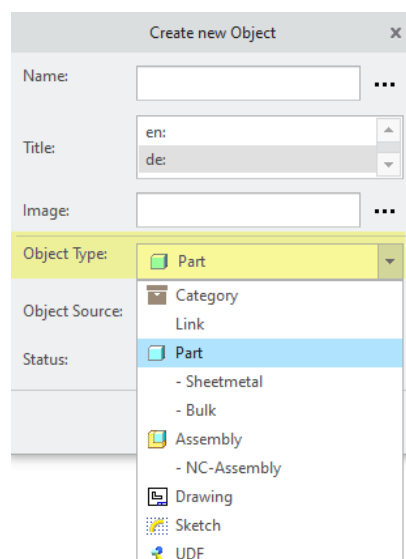 Create new Object
Name:
Title:
en:
de:
Image:
Object Type:
Part
Object Source:
Status:
Category
Link
Part
- Sheetmetal
- Bulk
Assembly
- NC-Assembly
Drawing
Sketch
UDF